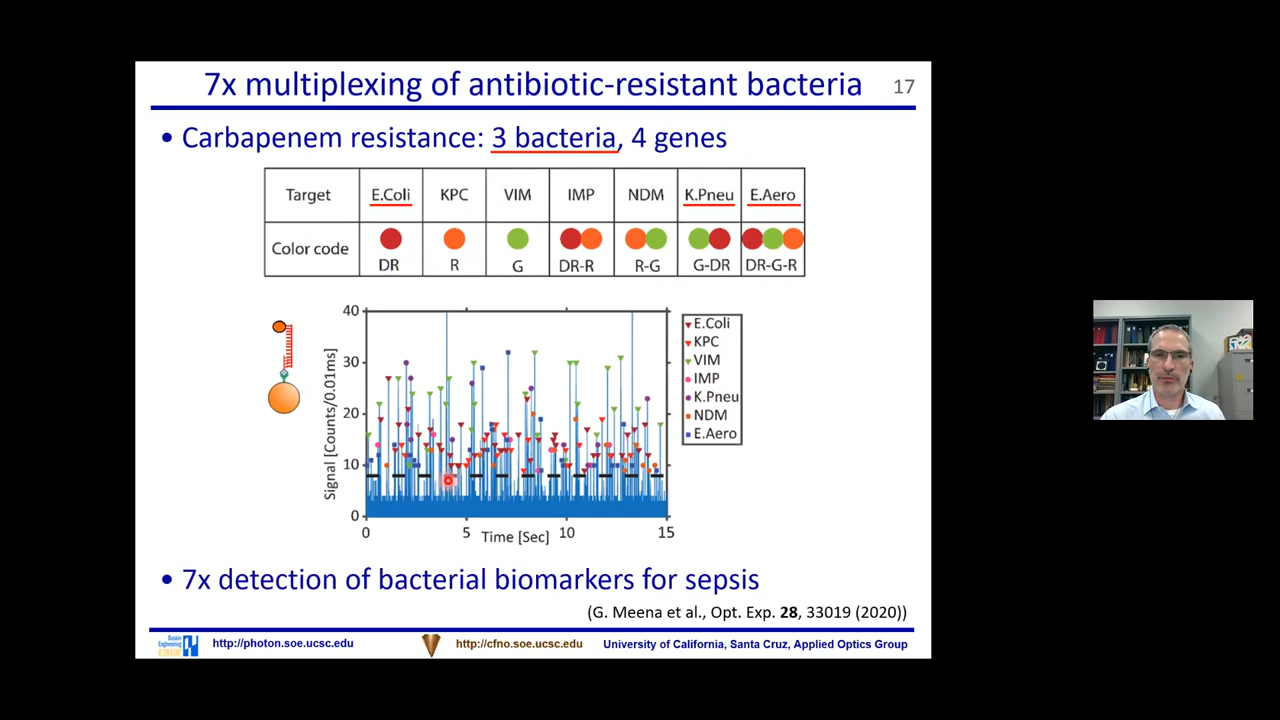 7x multiplexing of antibiotic-resistant bacteria 17
• Carbapenem resistance: 3 bacteria, 4 genes
Target E.Coli KPC VIM IMP NDM K.Pneu E.Aero
Color code DR R G DR-R R-G G-DR DR-G-R
40
30
20
10
0
Signal [Counts/0.01ms]
0 5 10 15
Time [Sec]
E.Coli
KPC
VIM
IMP
K.Pneu
NDM
E.Aero
• 7x detection of bacterial biomarkers for sepsis
(G. Meena et al., Opt. Exp. 28, 33019 (2020))
http://photon.soe.ucsc.edu http://cfno.soe.ucsc.edu University of California, Santa Cruz, Applied Optics Group